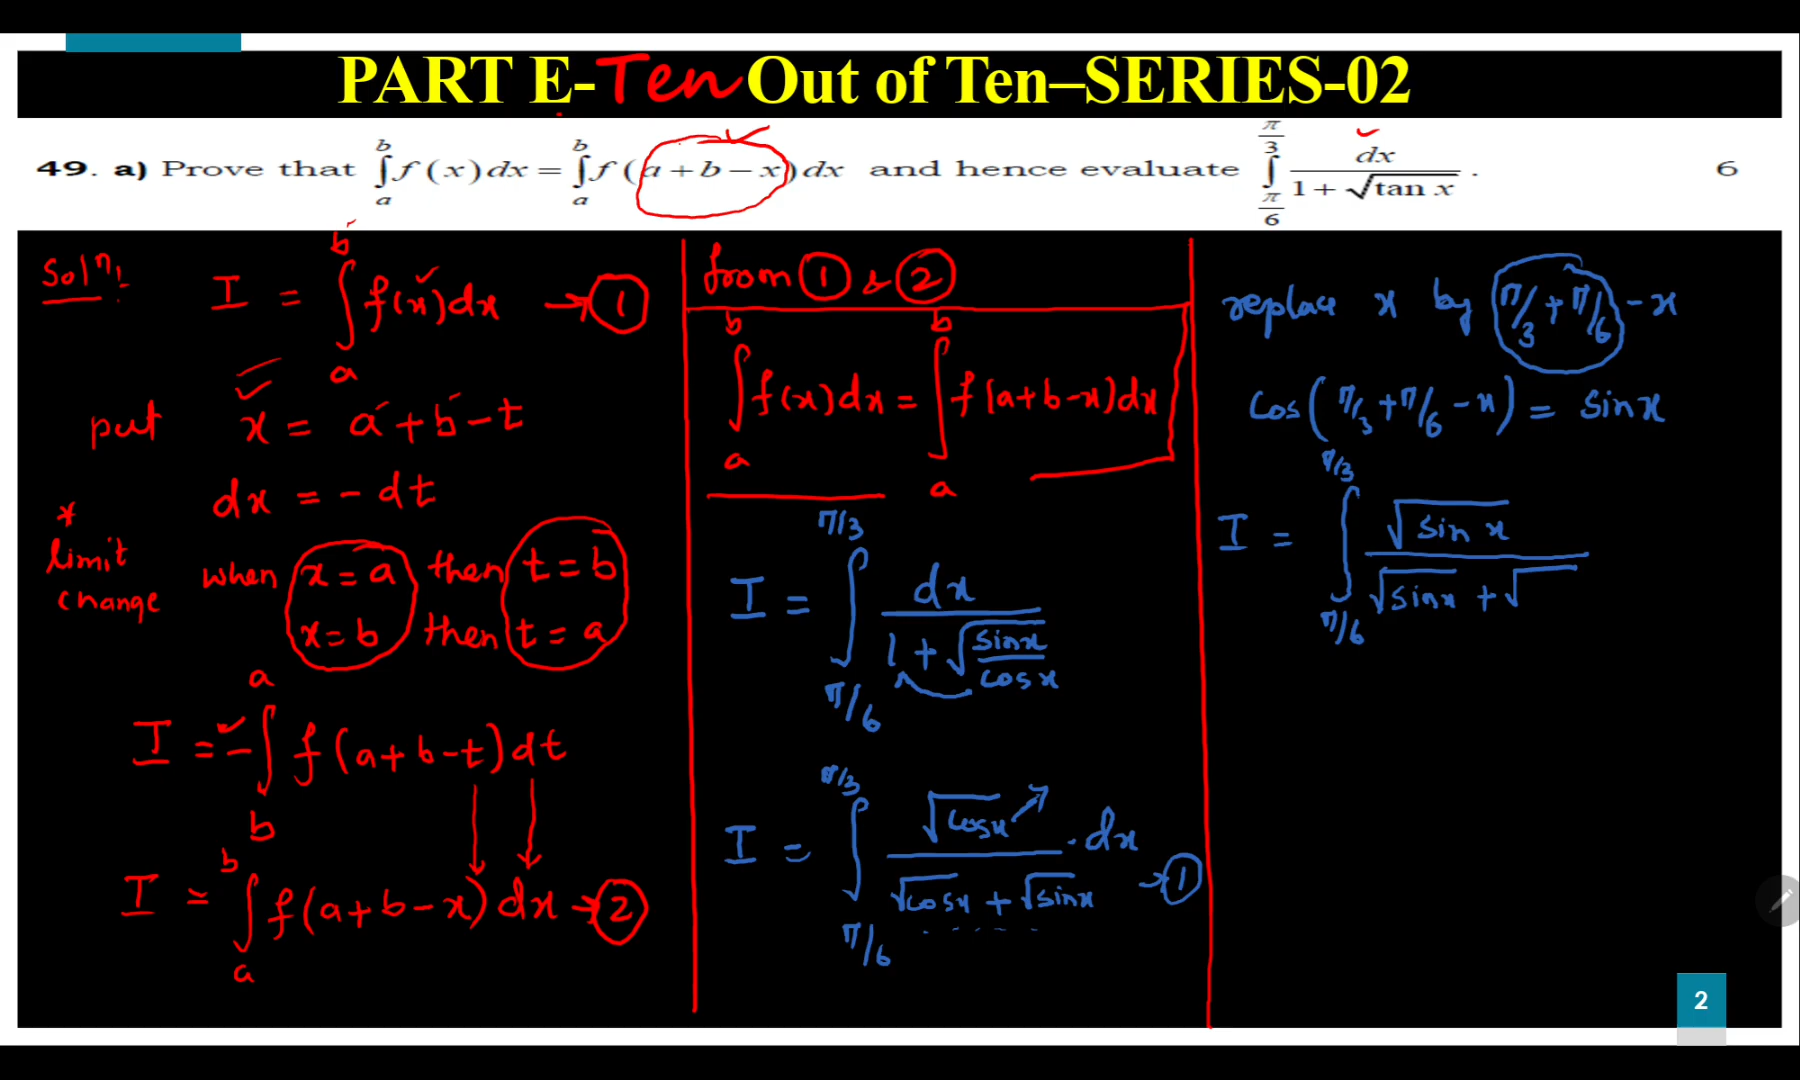 PART E-Ten Out of Ten–SERIES-02
49. a) Prove that ∫_a^b f(x)dx = ∫_a^b f(a+b−x)dx and hence evaluate ∫_{π/6}^{π/3} dx/(1+√tan x) . 6
Solⁿ:
I = ∫_a^b f(x)dx → ①
put x = a+b-t
dx = -dt
* limit change
when x=a then t=b
x=b then t=a
I = -∫_b^a f(a+b-t)dt
I = ∫_a^b f(a+b-x)dx → ②
from ① & ②
∫_a^b f(x)dx = ∫_a^b f(a+b-x)dx
I = ∫_{π/6}^{π/3} dx/(1+√(sinx/cosx))
I = ∫_{π/6}^{π/3} √cosx/(√cosx + √sinx) . dx → ①
replace x by π/3+π/6-x
cos(π/3+π/6-x) = sinx
I = ∫_{π/6}^{π/3} √sin x/(√sinx + √
2